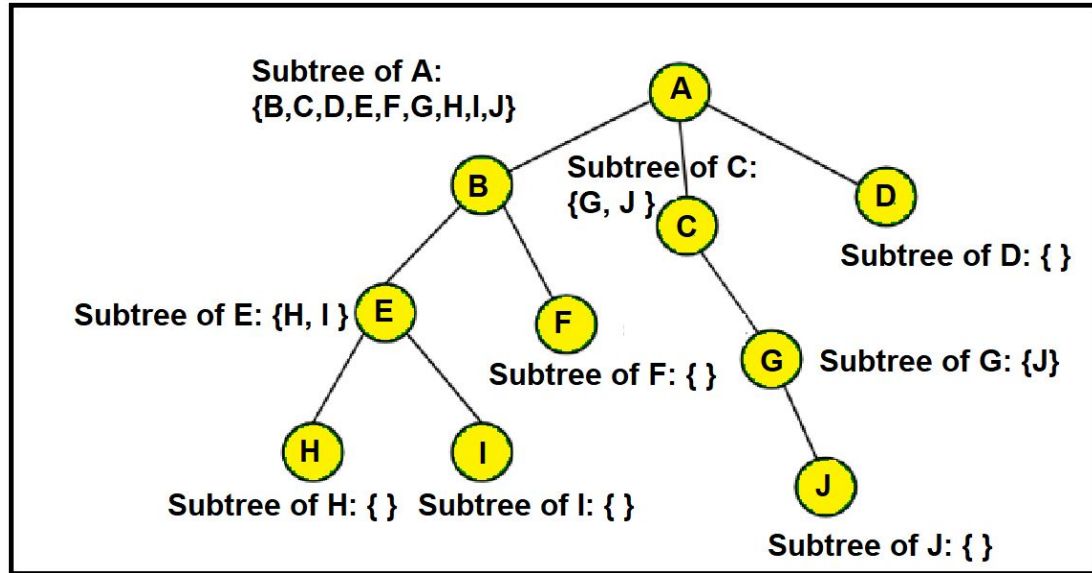 Subtree of A:
{B,C,D,E,F,G,H,I,J}
A
B
Subtree of C:
{G, J }
C
D
Subtree of D: { }
Subtree of E: {H, I }
E
F
Subtree of F: { }
G
Subtree of G: {J}
H
I
J
Subtree of H: { }
Subtree of I: { }
Subtree of J: { }